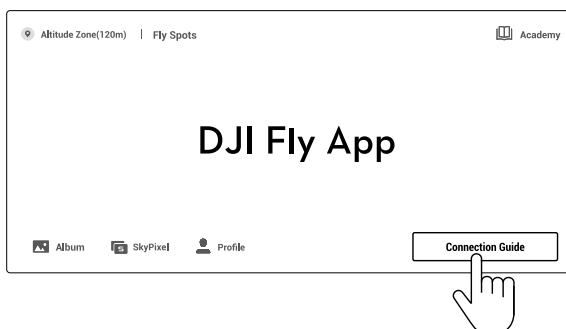 Altitude Zone(120m) | Fly Spots
Academy
DJI Fly App
Album
SkyPixel
Profile
Connection Guide